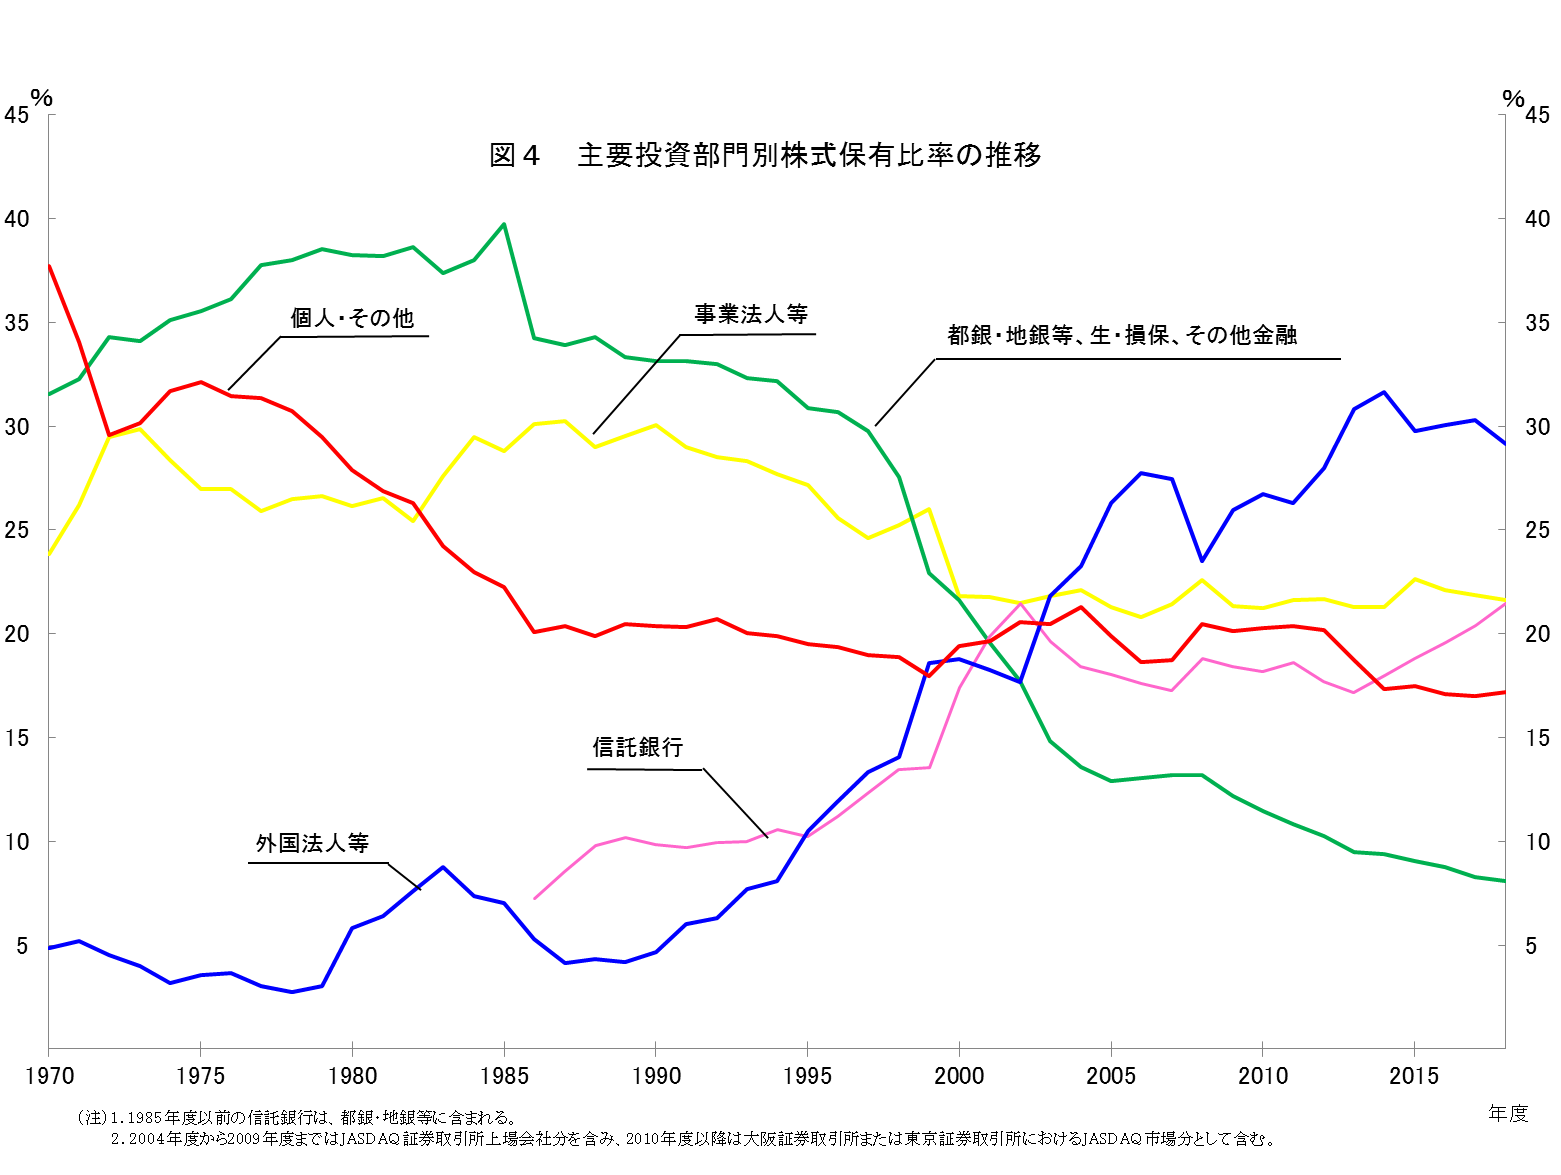 % %
45 45
図４　主要投資部門別株式保有比率の推移
40 40
35 35
個人・その他
事業法人等
都銀・地銀等、生・損保、その他金融
30 30
25 25
20 20
15 15
信託銀行
10 10
外国法人等
5 5
1970 1975 1980 1985 1990 1995 2000 2005 2010 2015
年度
（注）1．1985年度以前の信託銀行は、都銀・地銀等に含まれる。
2．2004年度から2009年度まではJASDAQ証券取引所上場会社分を含み、2010年度以降は大阪証券取引所または東京証券取引所におけるJASDAQ市場分として含む。